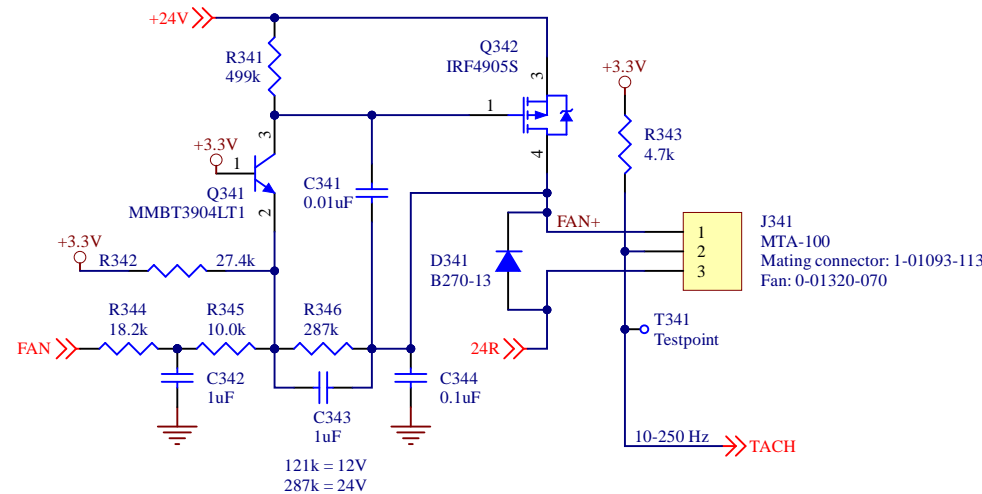 +24V
R341
499k
Q342
IRF4905S
3
1
4
+3.3V
R343
4.7k
+3.3V
3
1
2
Q341
MMBT3904LT1
C341
0.01uF
+3.3V
R342
27.4k
D341
B270-13
FAN+
1
2
3
J341
MTA-100
Mating connector: 1-01093-113
Fan: 0-01320-070
R344
18.2k
R345
10.0k
R346
287k
FAN
24R
T341
Testpoint
C342
1uF
C343
1uF
C344
0.1uF
121k = 12V
287k = 24V
10-250 Hz
TACH